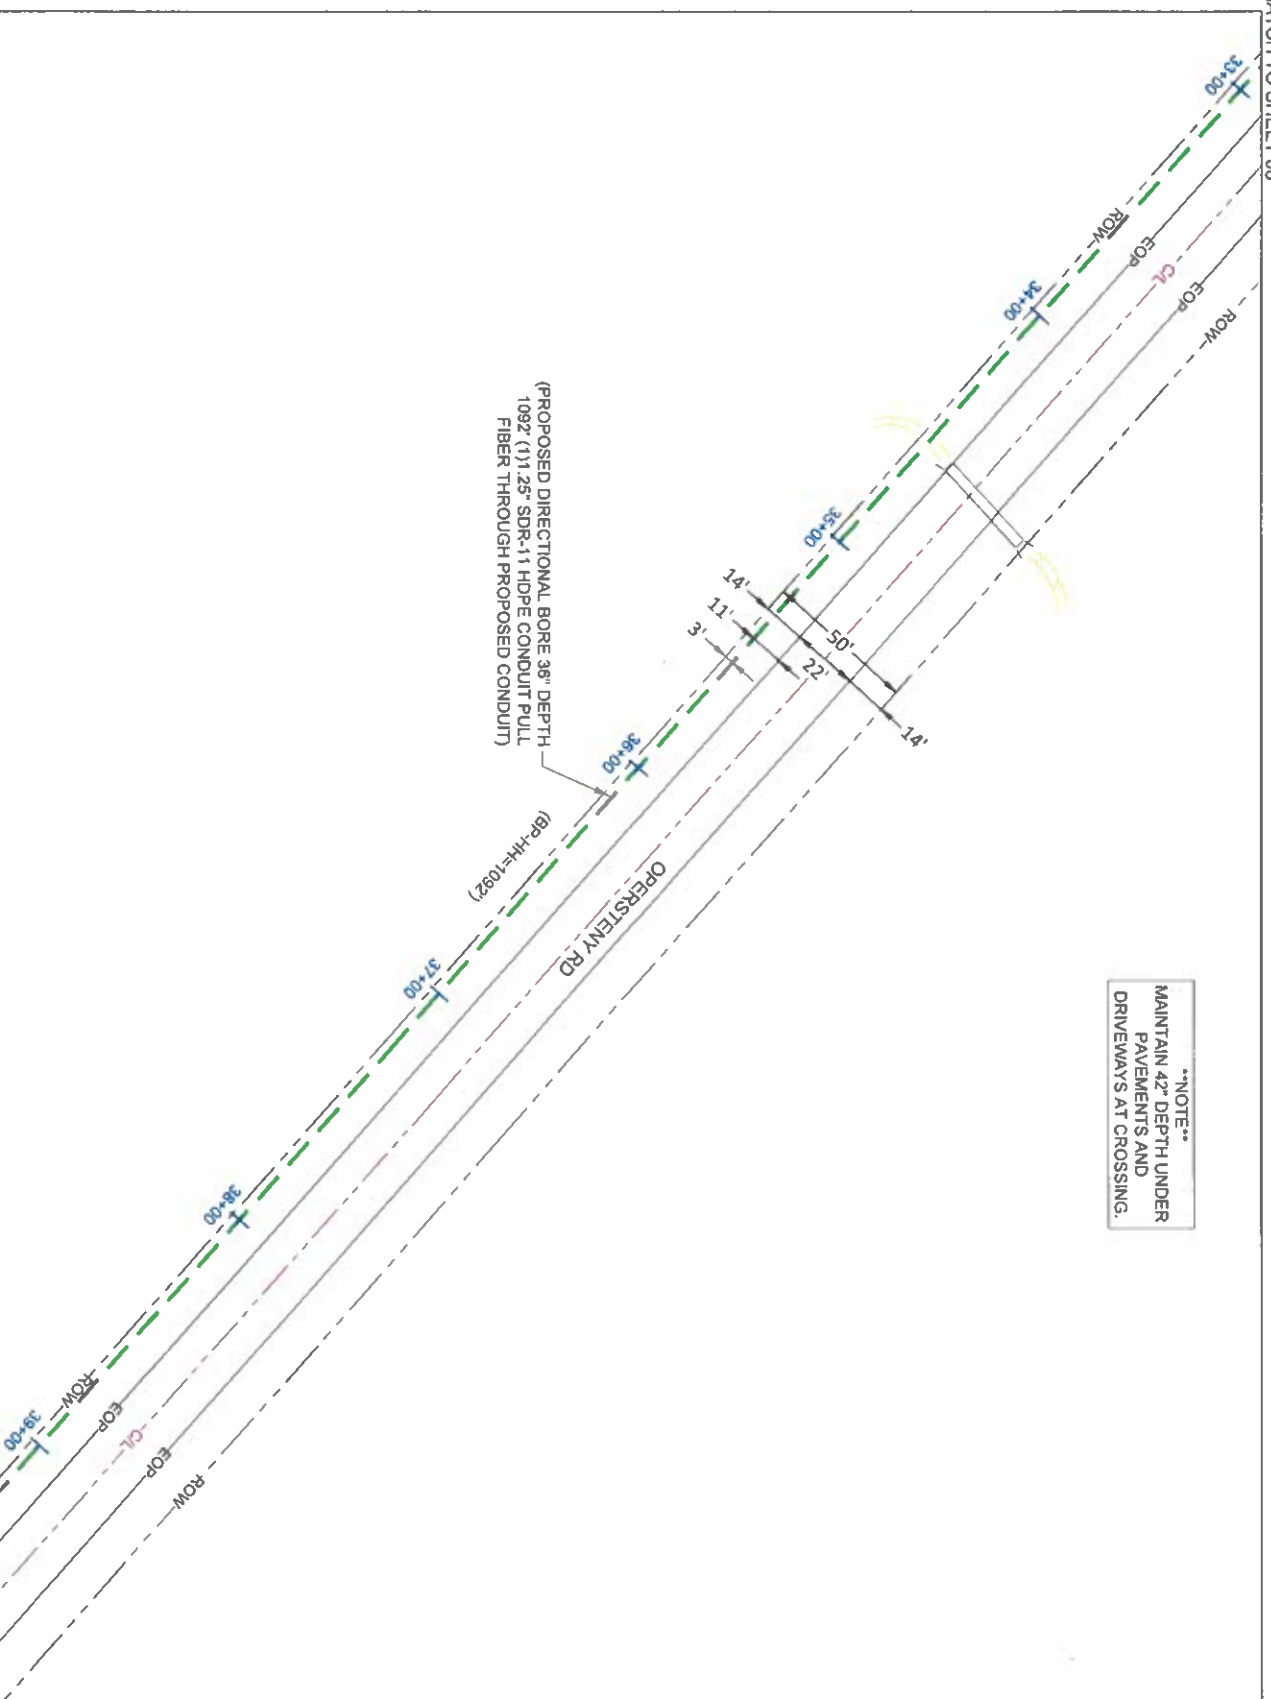 33+00
ROW
EOP
C/L
EOP
ROW
34+00
35+00
14'
11'
3'
50'
22'
14'
36+00
(PROPOSED DIRECTIONAL BORE 36" DEPTH
1092' (1)1.25" SDR-11 HDPE CONDUIT PULL
FIBER THROUGH PROPOSED CONDUIT)
(BP-HH=1092')
OPERSTENY RD
37+00
38+00
39+00
ROW
EOP
C/L
EOP
ROW
**NOTE**
MAINTAIN 42" DEPTH UNDER
PAVEMENTS AND
DRIVEWAYS AT CROSSING.